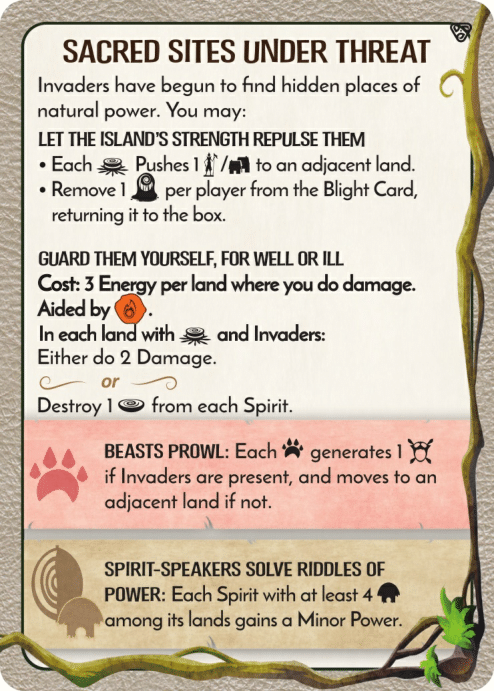 SACRED SITES UNDER THREAT
Invaders have begun to find hidden places of
natural power. You may:
LET THE ISLAND'S STRENGTH REPULSE THEM
• Each Pushes 1 / to an adjacent land.
• Remove 1 per player from the Blight Card,
returning it to the box.
GUARD THEM YOURSELF, FOR WELL OR ILL
Cost: 3 Energy per land where you do damage.
Aided by .
In each land with and Invaders:
Either do 2 Damage.
or
Destroy 1 from each Spirit.
BEASTS PROWL: Each generates 1
if Invaders are present, and moves to an
adjacent land if not.
SPIRIT-SPEAKERS SOLVE RIDDLES OF
POWER: Each Spirit with at least 4
among its lands gains a Minor Power.